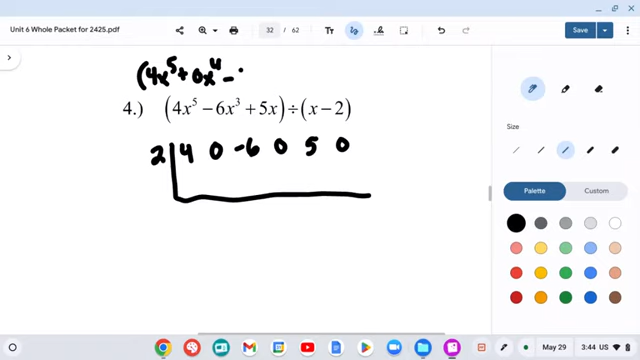 Unit 6 Whole Packet for 2425.pdf
32 / 62
Save
(4x⁵ + 0x⁴ –
4.) (4x⁵ − 6x³ + 5x) ÷ (x − 2)
2 | 4 0 -6 0 5 0
Size
Palette Custom
May 29 3:44 US